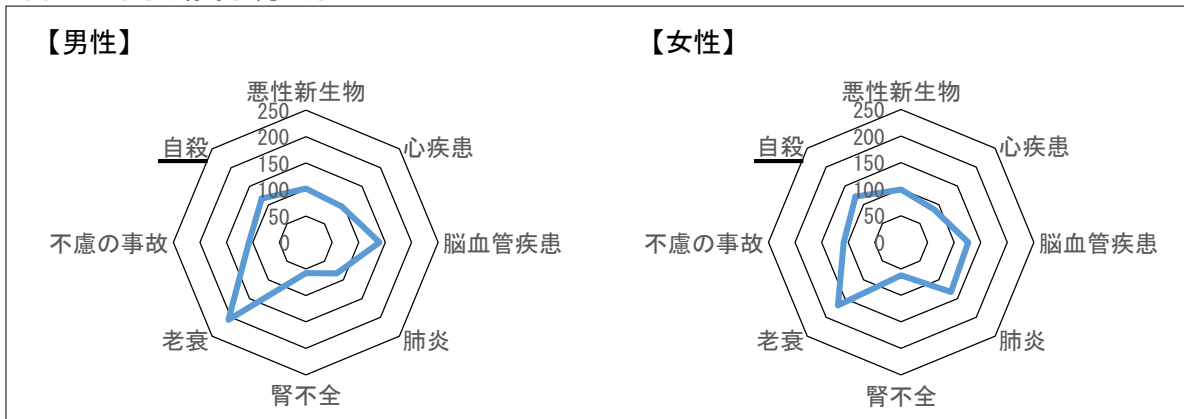 【男性】
悪性新生物
250
200
150
100
50
0
心疾患
脳血管疾患
肺炎
腎不全
老衰
不慮の事故
自殺
【女性】
悪性新生物
250
200
150
100
50
0
心疾患
脳血管疾患
肺炎
腎不全
老衰
不慮の事故
自殺